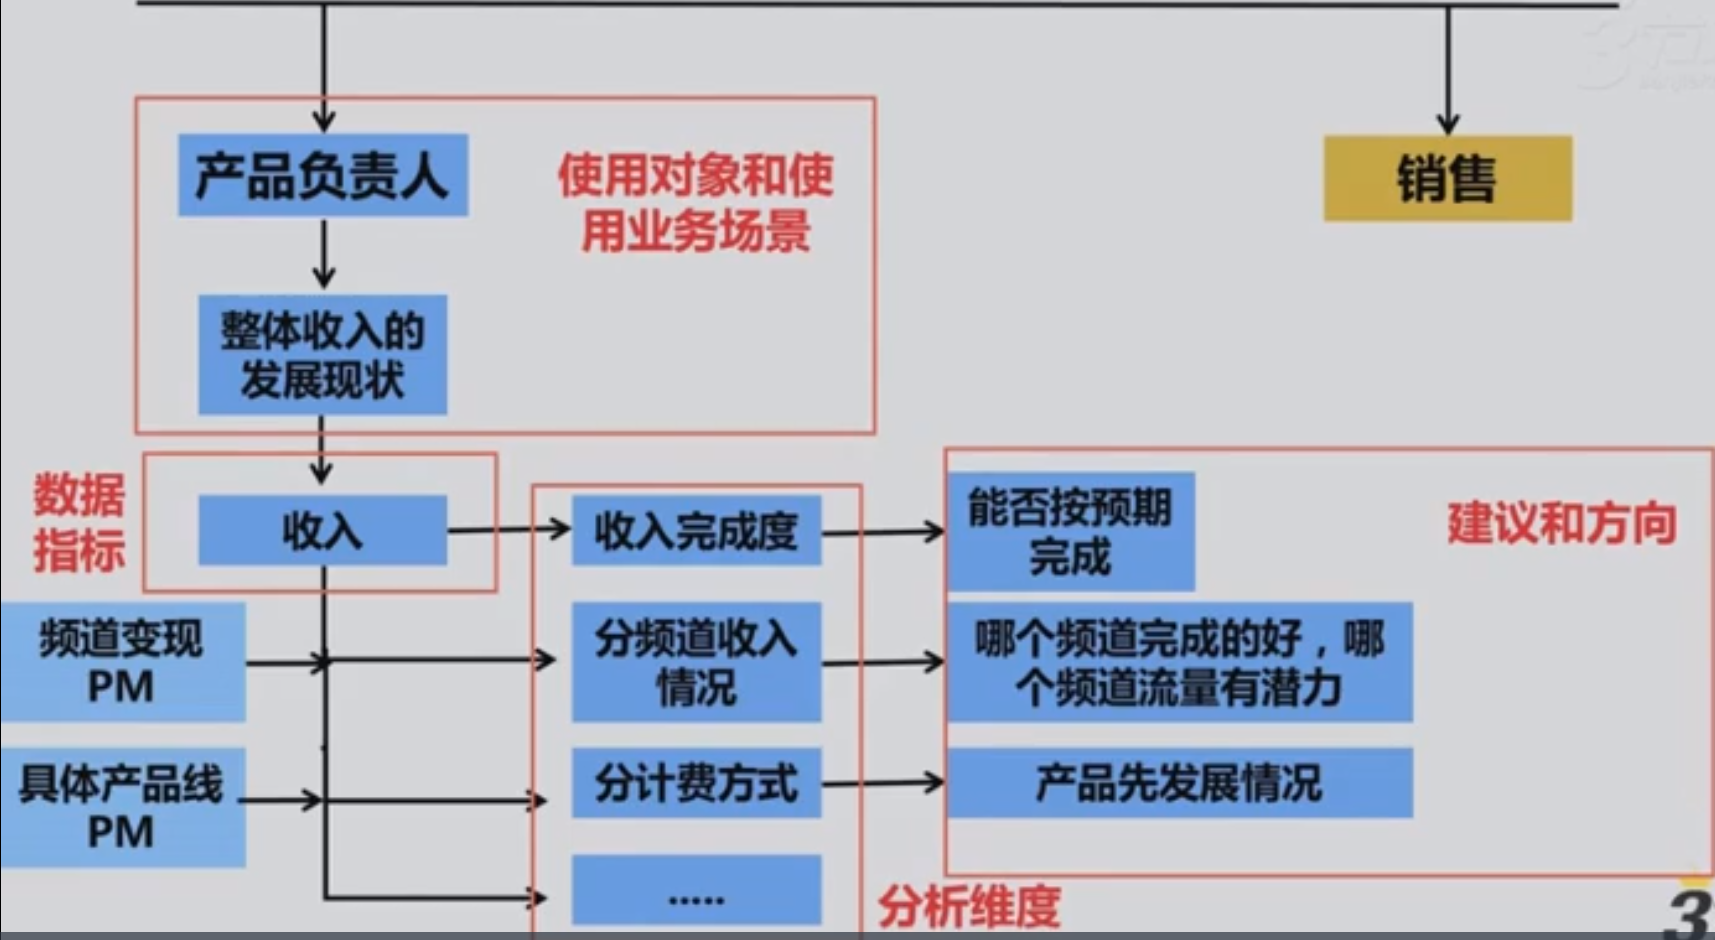 产品负责人
使用对象和使
用业务场景
销售
整体收入的
发展现状
数据
指标
收入
收入完成度
能否按预期
完成
建议和方向
频道变现
PM
分频道收入
情况
哪个频道完成的好，哪
个频道流量有潜力
具体产品线
PM
分计费方式
产品先发展情况
.....
分析维度
3